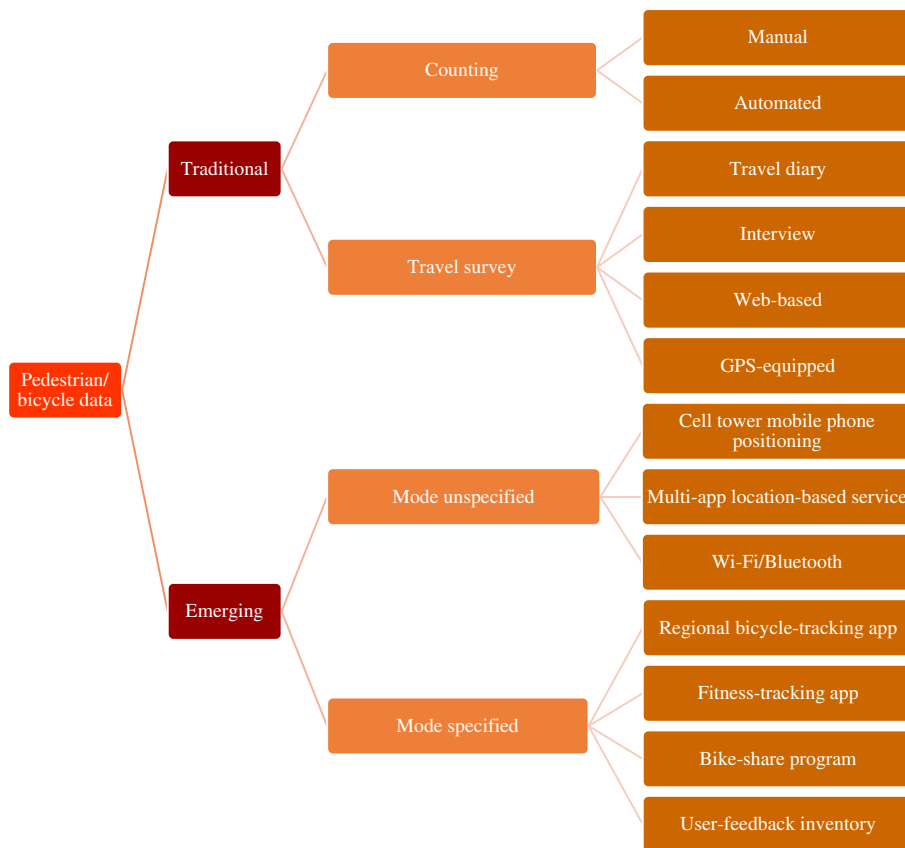 Pedestrian/
bicycle data
Traditional
Emerging
Counting
Travel survey
Mode unspecified
Mode specified
Manual
Automated
Travel diary
Interview
Web-based
GPS-equipped
Cell tower mobile phone
positioning
Multi-app location-based service
Wi-Fi/Bluetooth
Regional bicycle-tracking app
Fitness-tracking app
Bike-share program
User-feedback inventory